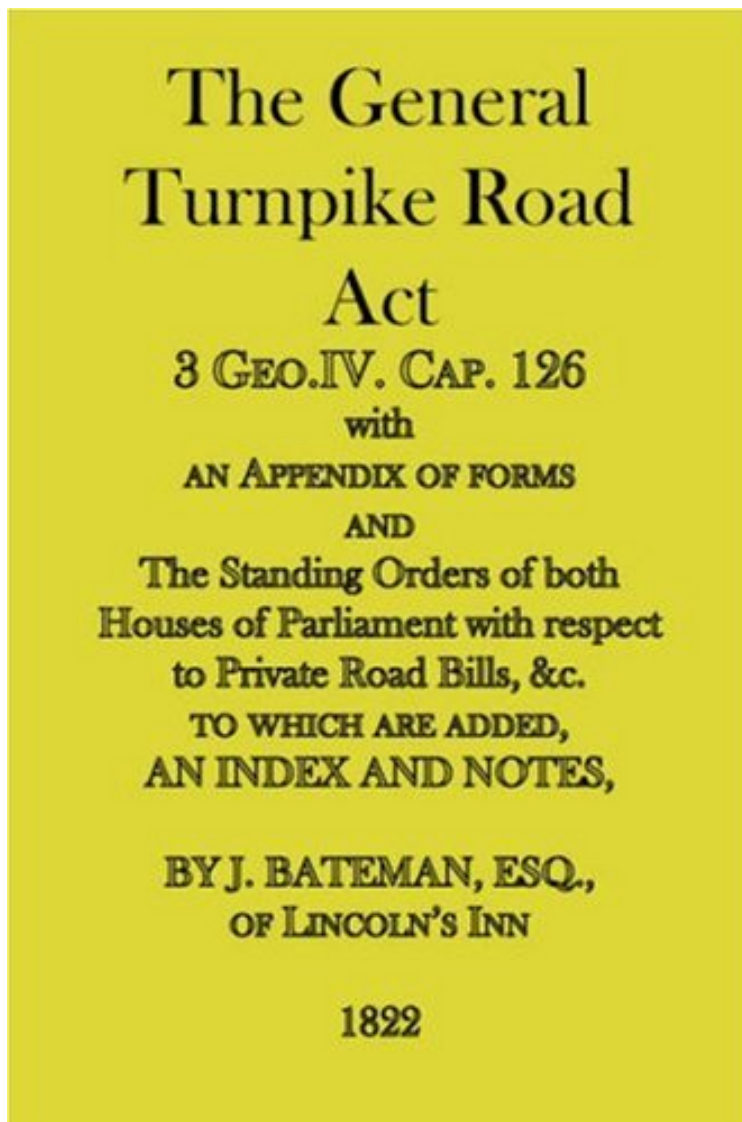 The General
Turnpike Road
Act
3 GEO.IV. CAP. 126
with
AN APPENDIX OF FORMS
AND
The Standing Orders of both
Houses of Parliament with respect
to Private Road Bills, &c.
TO WHICH ARE ADDED,
AN INDEX AND NOTES,
BY J. BATEMAN, ESQ.,
OF LINCOLN'S INN
1822